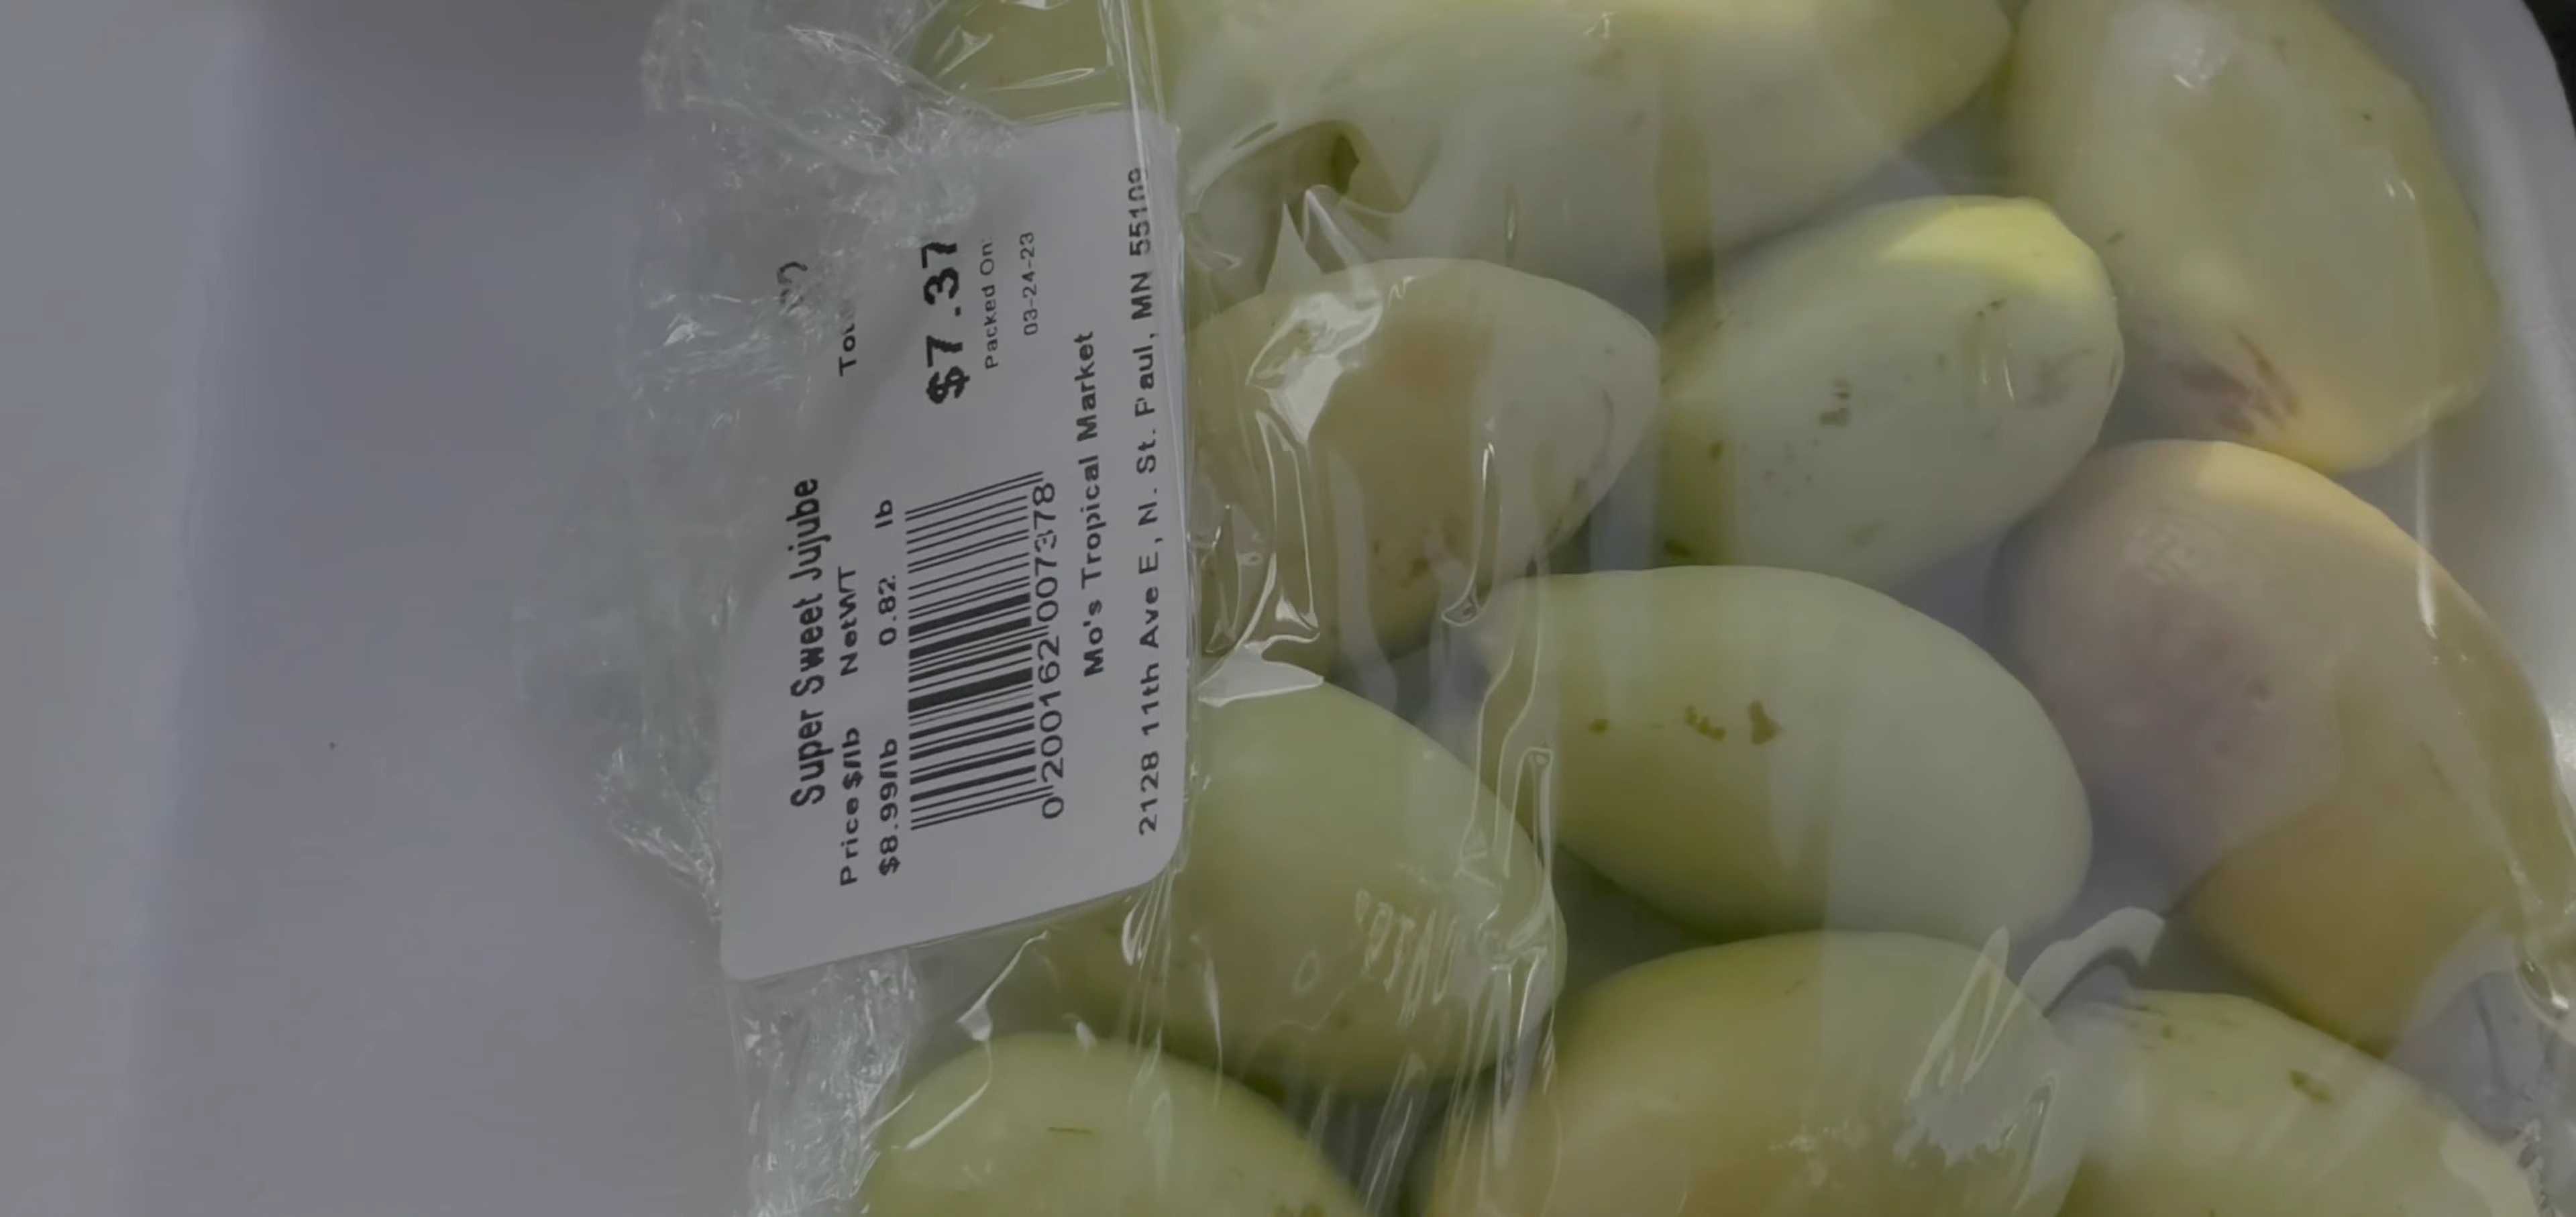 Super Sweet Jujube
Price $/lb NetWT
$8.99/lb 0.82 lb
$7.37
Packed On:
03-24-23
0 200162 007378
Mo's Tropical Market
2128 11th Ave E, N. St. Paul, MN 55109